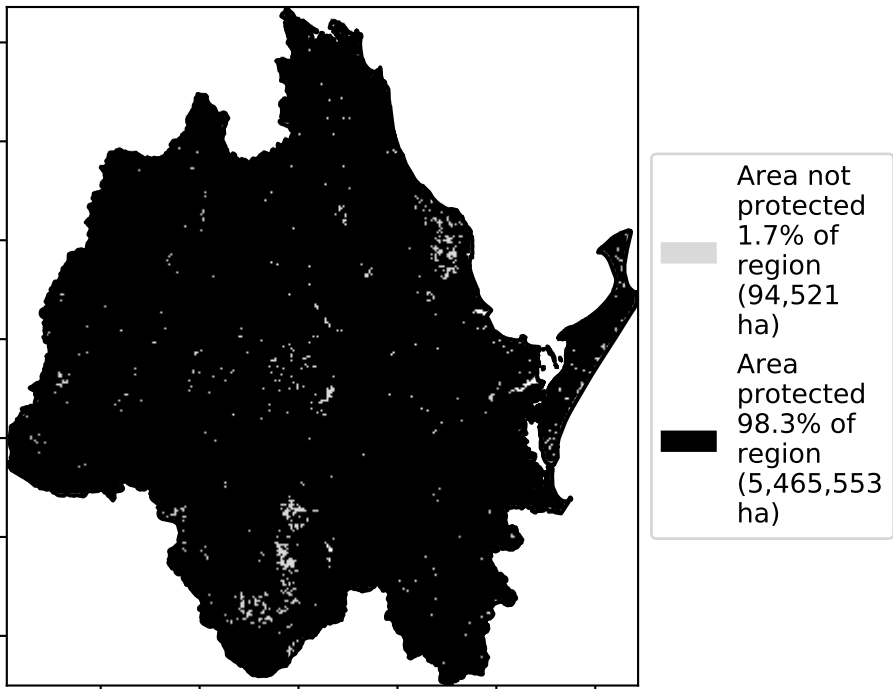 Area not
protected
1.7% of
region
(94,521
ha)
Area
protected
98.3% of
region
(5,465,553
ha)